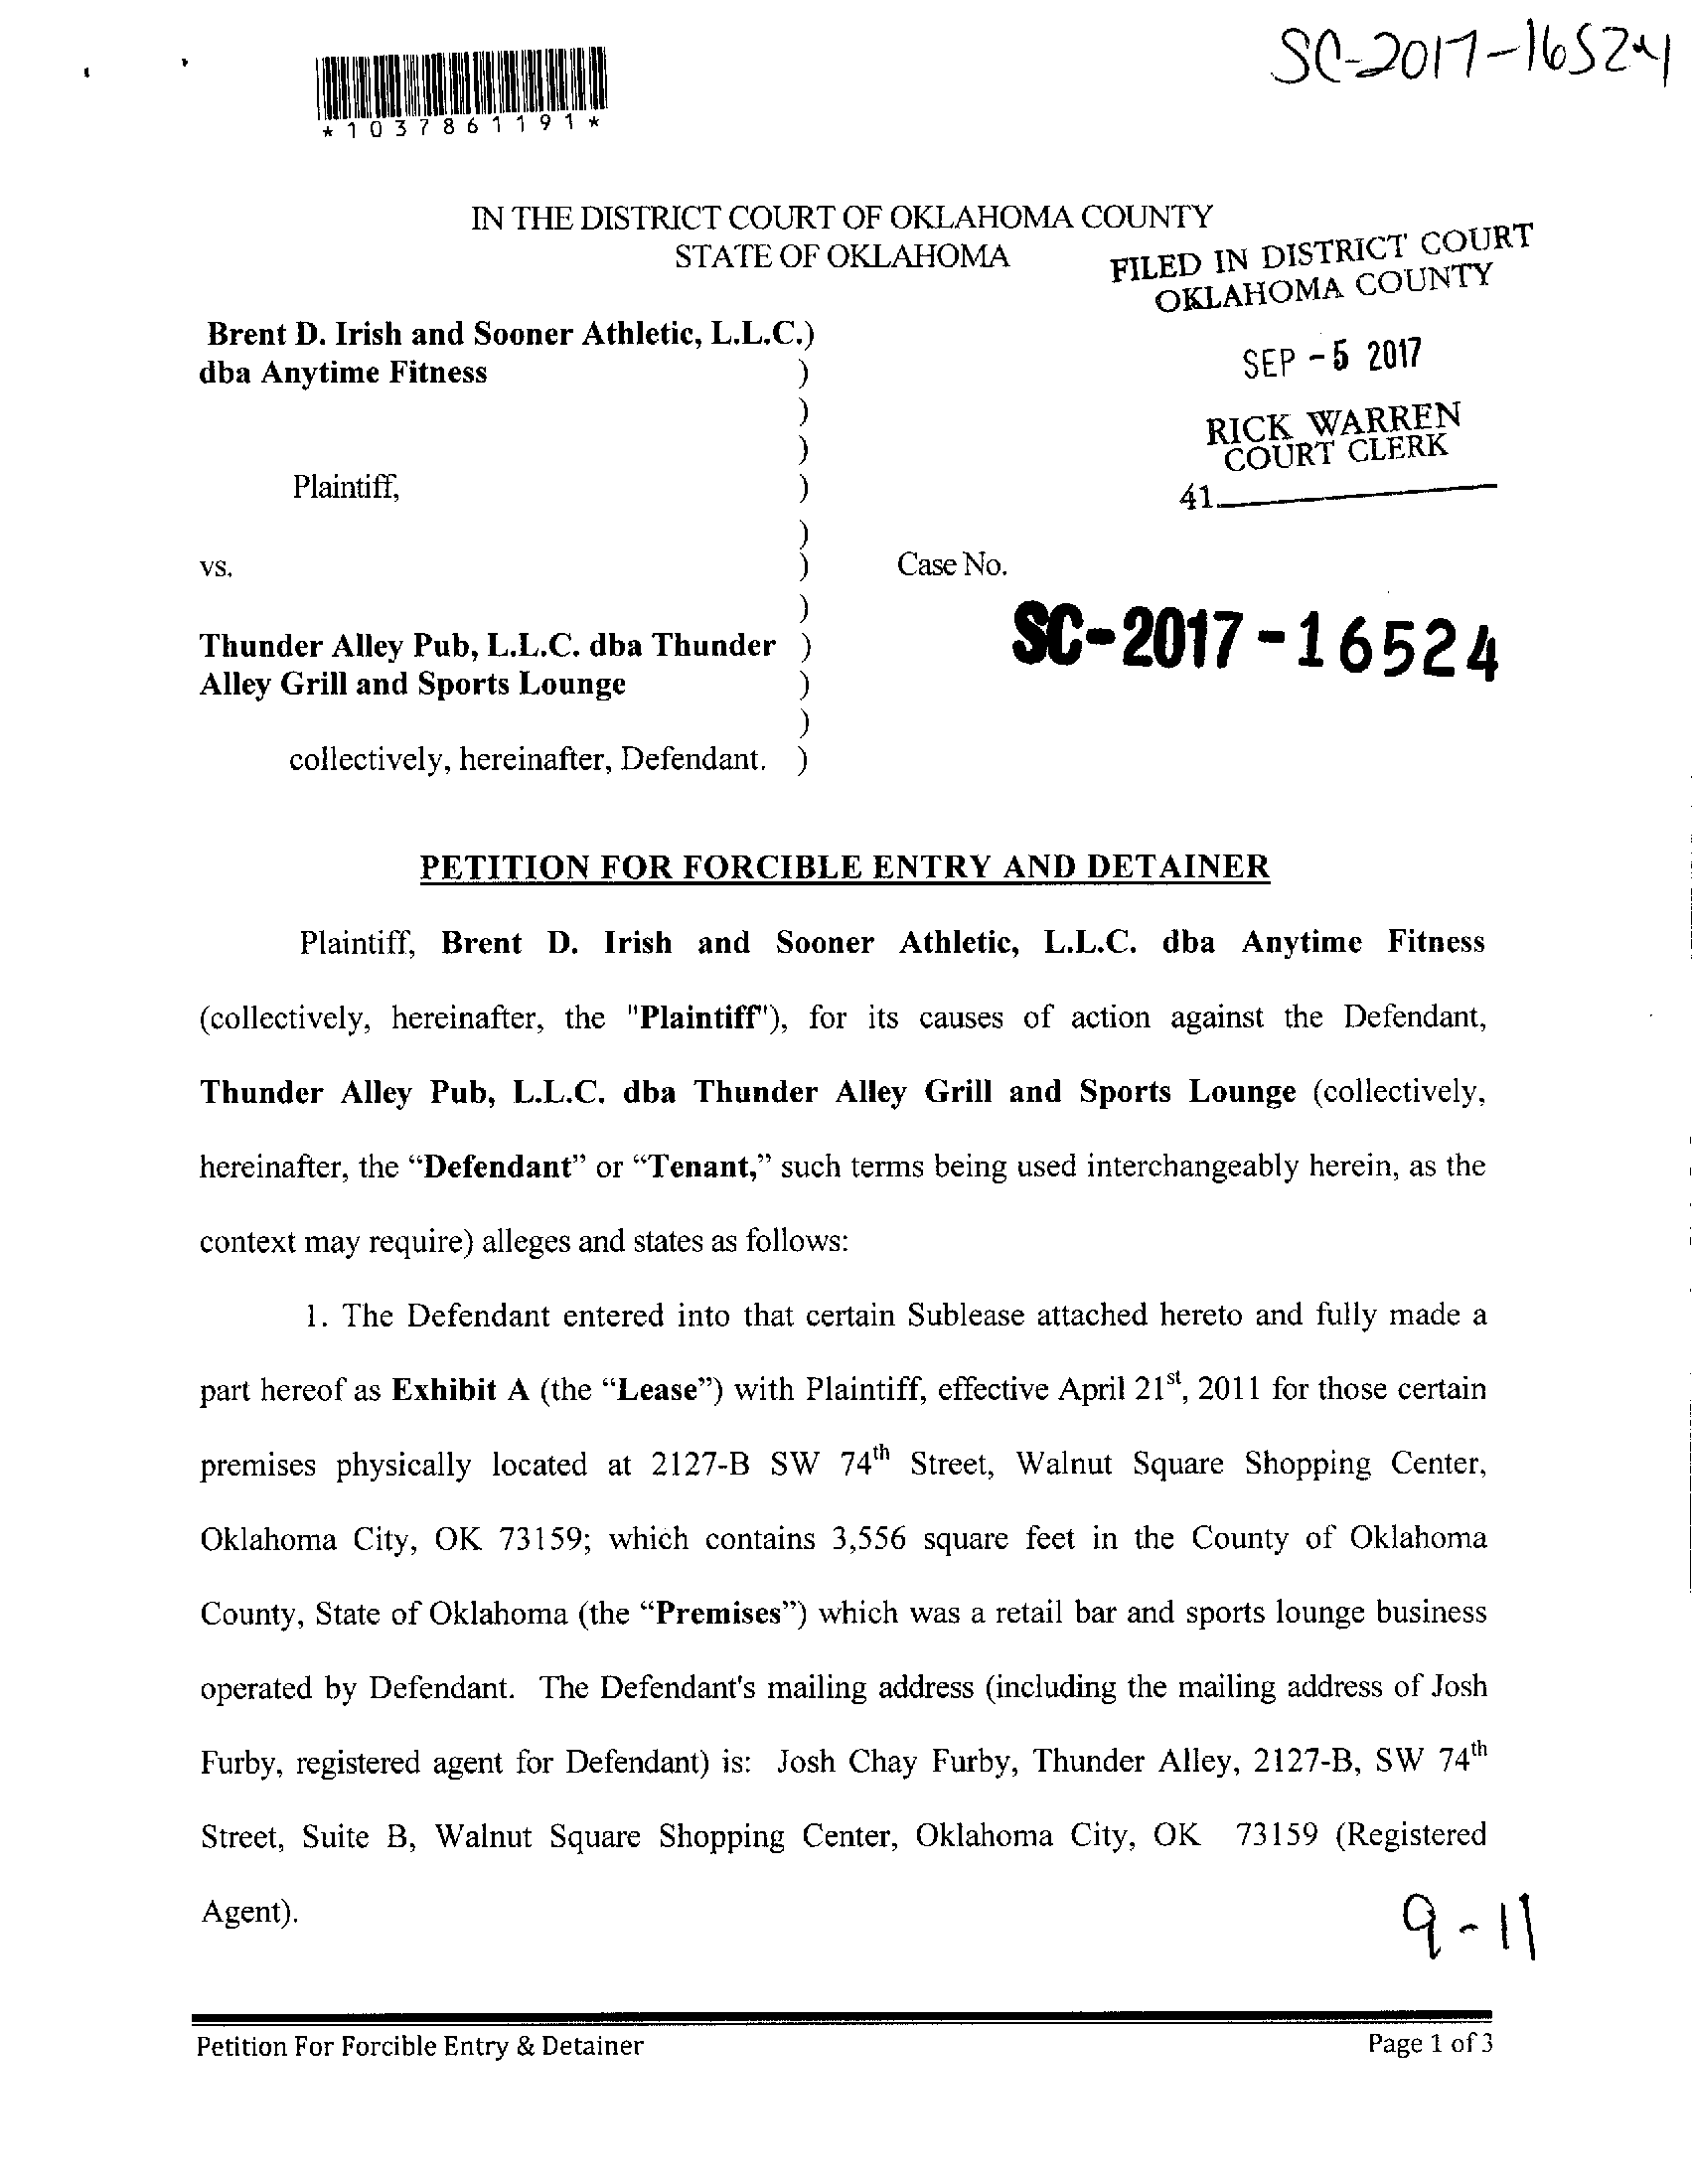 SC-2017-16524
*1037861191*
IN THE DISTRICT COURT OF OKLAHOMA COUNTY
STATE OF OKLAHOMA
FILED IN DISTRICT COURT
OKLAHOMA COUNTY
SEP -5 2017
RICK WARREN
COURT CLERK
41
Brent D. Irish and Sooner Athletic, L.L.C.)
dba Anytime Fitness )
)
)
Plaintiff, )
)
vs. )
Case No.
)
SC-2017-16524
Thunder Alley Pub, L.L.C. dba Thunder )
Alley Grill and Sports Lounge )
)
collectively, hereinafter, Defendant. )
PETITION FOR FORCIBLE ENTRY AND DETAINER
Plaintiff, Brent D. Irish and Sooner Athletic, L.L.C. dba Anytime Fitness
(collectively, hereinafter, the "Plaintiff"), for its causes of action against the Defendant,
Thunder Alley Pub, L.L.C. dba Thunder Alley Grill and Sports Lounge (collectively,
hereinafter, the “Defendant” or “Tenant,” such terms being used interchangeably herein, as the
context may require) alleges and states as follows:
1. The Defendant entered into that certain Sublease attached hereto and fully made a
part hereof as Exhibit A (the “Lease”) with Plaintiff, effective April 21st, 2011 for those certain
premises physically located at 2127-B SW 74th Street, Walnut Square Shopping Center,
Oklahoma City, OK 73159; which contains 3,556 square feet in the County of Oklahoma
County, State of Oklahoma (the “Premises”) which was a retail bar and sports lounge business
operated by Defendant. The Defendant's mailing address (including the mailing address of Josh
Furby, registered agent for Defendant) is: Josh Chay Furby, Thunder Alley, 2127-B, SW 74th
Street, Suite B, Walnut Square Shopping Center, Oklahoma City, OK 73159 (Registered
Agent).
9-11
Petition For Forcible Entry & Detainer
Page 1 of 3